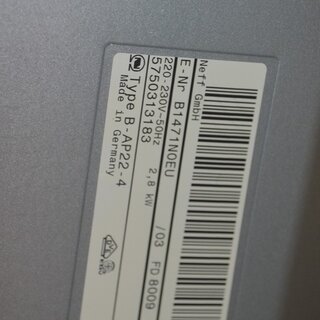 Neff GmbH
E-Nr B1471N0EU /03 FD 8009
220-230V~50Hz 2,8 kW
5750313183
Type B-AP22-4
Made in Germany